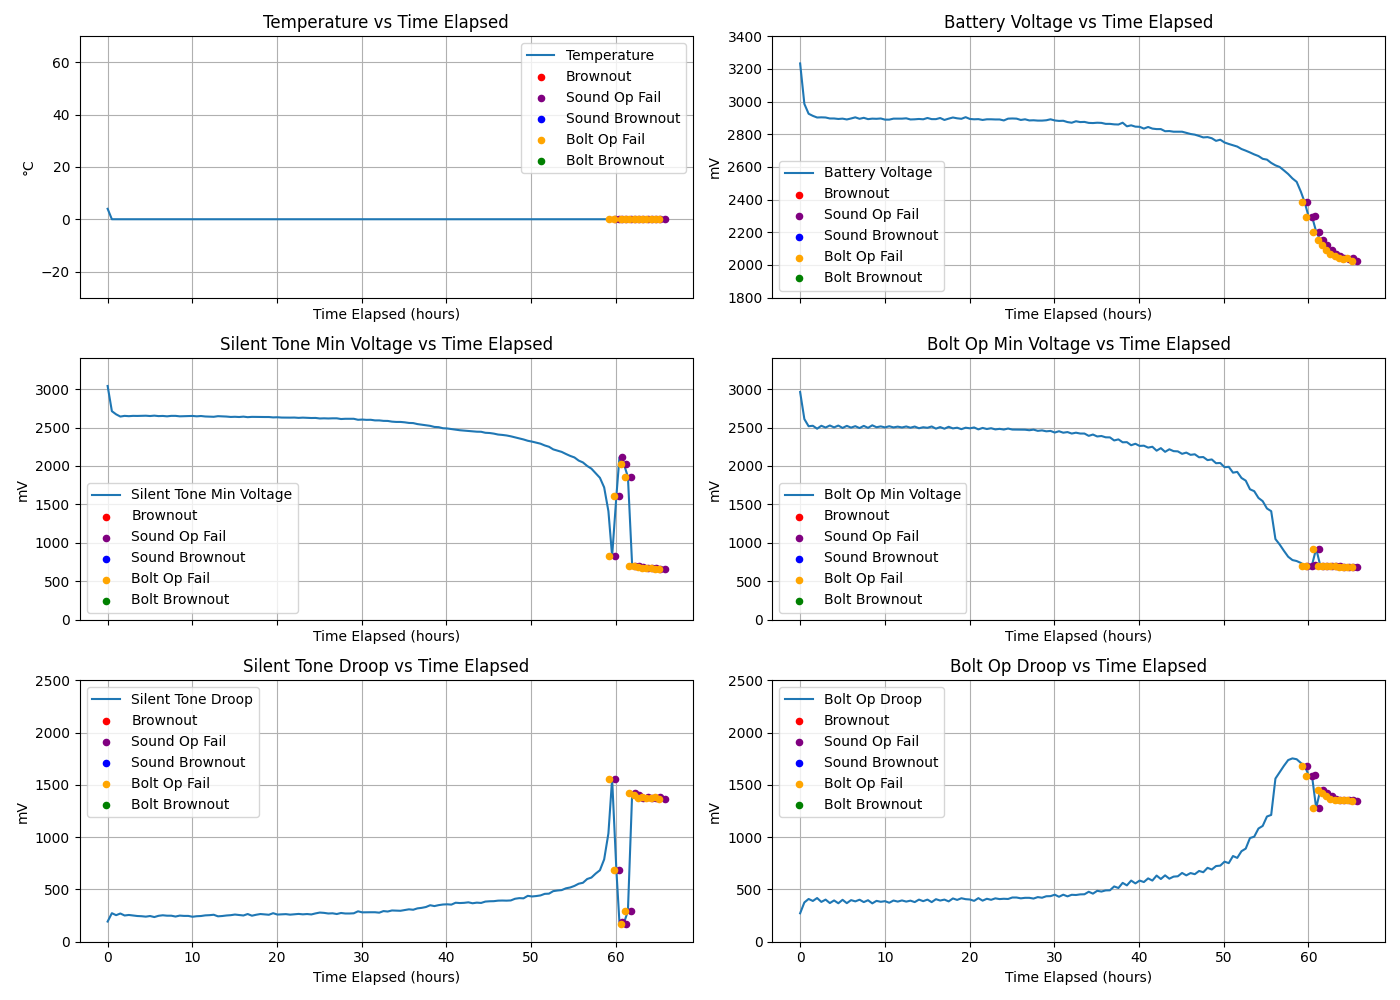 Temperature vs Time Elapsed
60
40
20
0
−20
°C
Temperature
Brownout
Sound Op Fail
Sound Brownout
Bolt Op Fail
Bolt Brownout
Time Elapsed (hours)
Battery Voltage vs Time Elapsed
3400
3200
3000
2800
2600
2400
2200
2000
1800
mV
Battery Voltage
Brownout
Sound Op Fail
Sound Brownout
Bolt Op Fail
Bolt Brownout
Time Elapsed (hours)
Silent Tone Min Voltage vs Time Elapsed
3000
2500
2000
1500
1000
500
0
mV
Silent Tone Min Voltage
Brownout
Sound Op Fail
Sound Brownout
Bolt Op Fail
Bolt Brownout
Time Elapsed (hours)
Bolt Op Min Voltage vs Time Elapsed
3000
2500
2000
1500
1000
500
0
mV
Bolt Op Min Voltage
Brownout
Sound Op Fail
Sound Brownout
Bolt Op Fail
Bolt Brownout
Time Elapsed (hours)
Silent Tone Droop vs Time Elapsed
2500
2000
1500
1000
500
0
mV
Silent Tone Droop
Brownout
Sound Op Fail
Sound Brownout
Bolt Op Fail
Bolt Brownout
0 10 20 30 40 50 60
Time Elapsed (hours)
Bolt Op Droop vs Time Elapsed
2500
2000
1500
1000
500
0
mV
Bolt Op Droop
Brownout
Sound Op Fail
Sound Brownout
Bolt Op Fail
Bolt Brownout
0 10 20 30 40 50 60
Time Elapsed (hours)